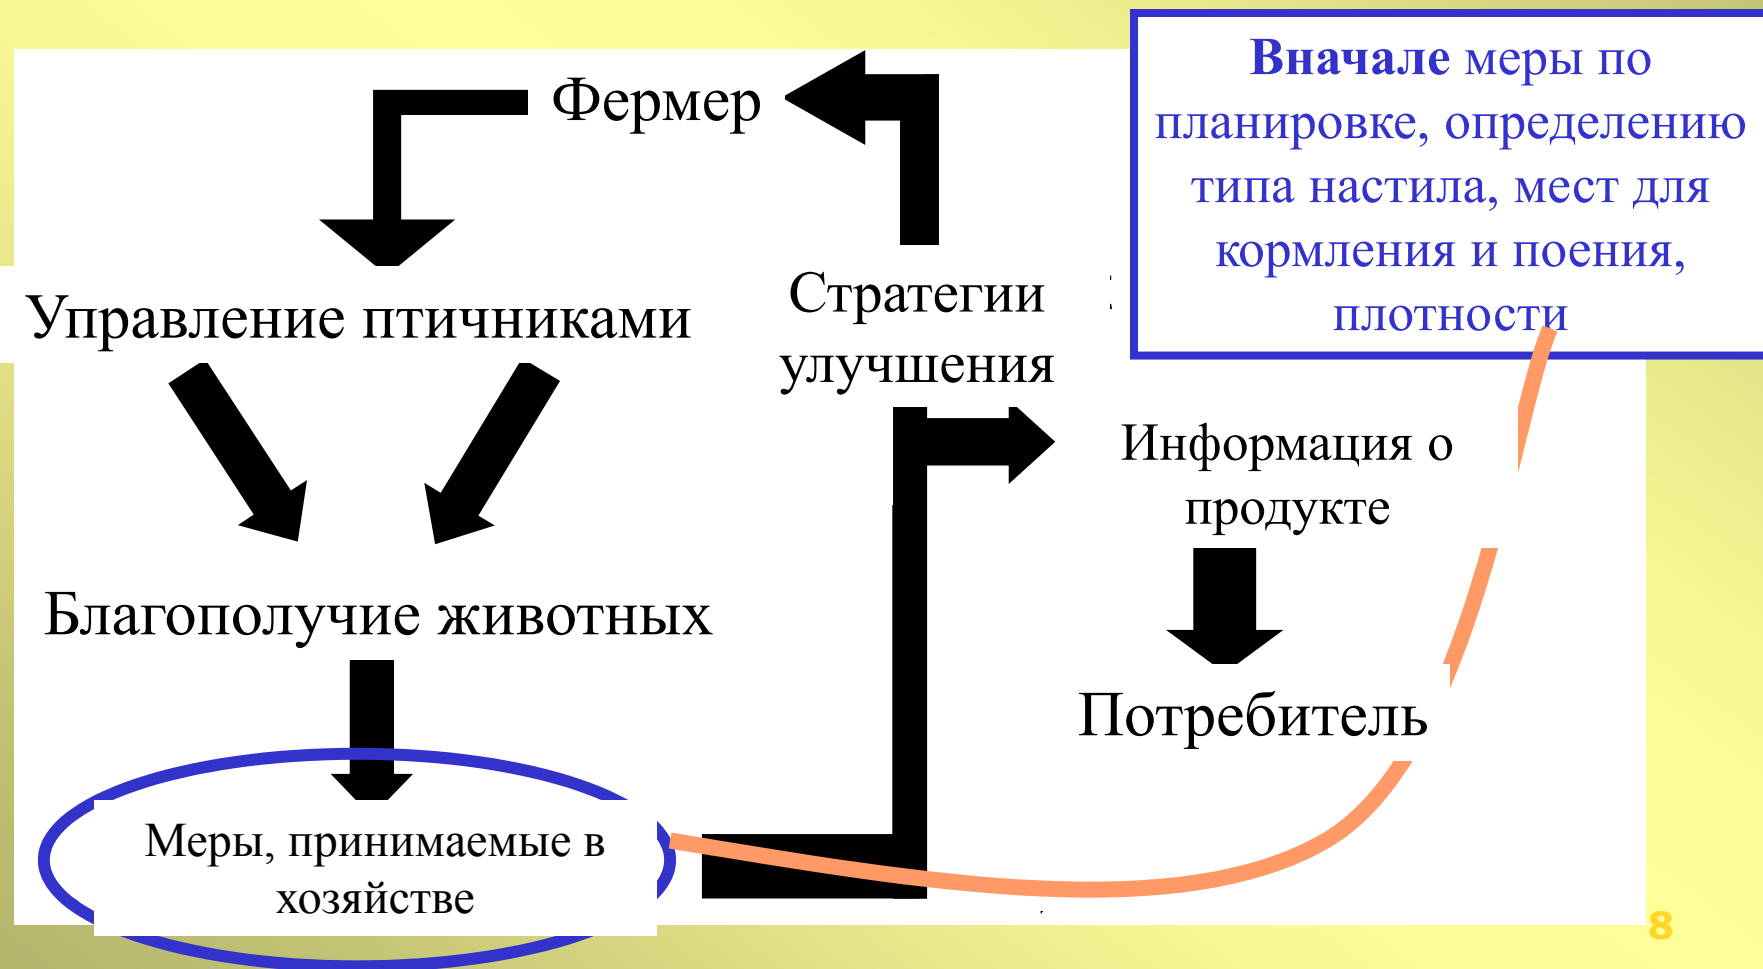 Вначале меры по
планировке, определению
типа настила, мест для
кормления и поения,
плотности
Фермер
Управление птичниками
Стратегии
улучшения
Информация о
продукте
Благополучие животных
Потребитель
Меры, принимаемые в
хозяйстве
8